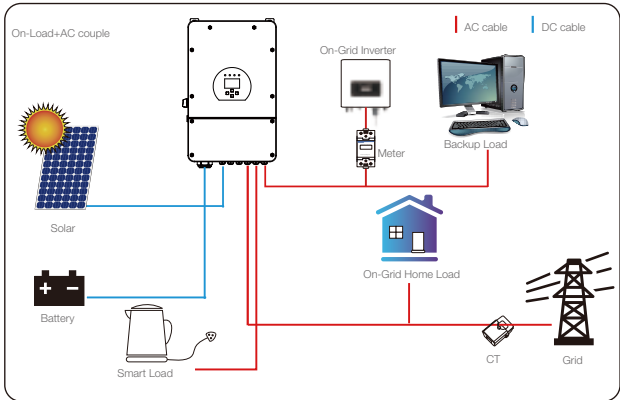 On-Load+AC couple
AC cable
DC cable
On-Grid Inverter
Meter
Backup Load
Solar
On-Grid Home Load
Battery
Smart Load
CT
Grid